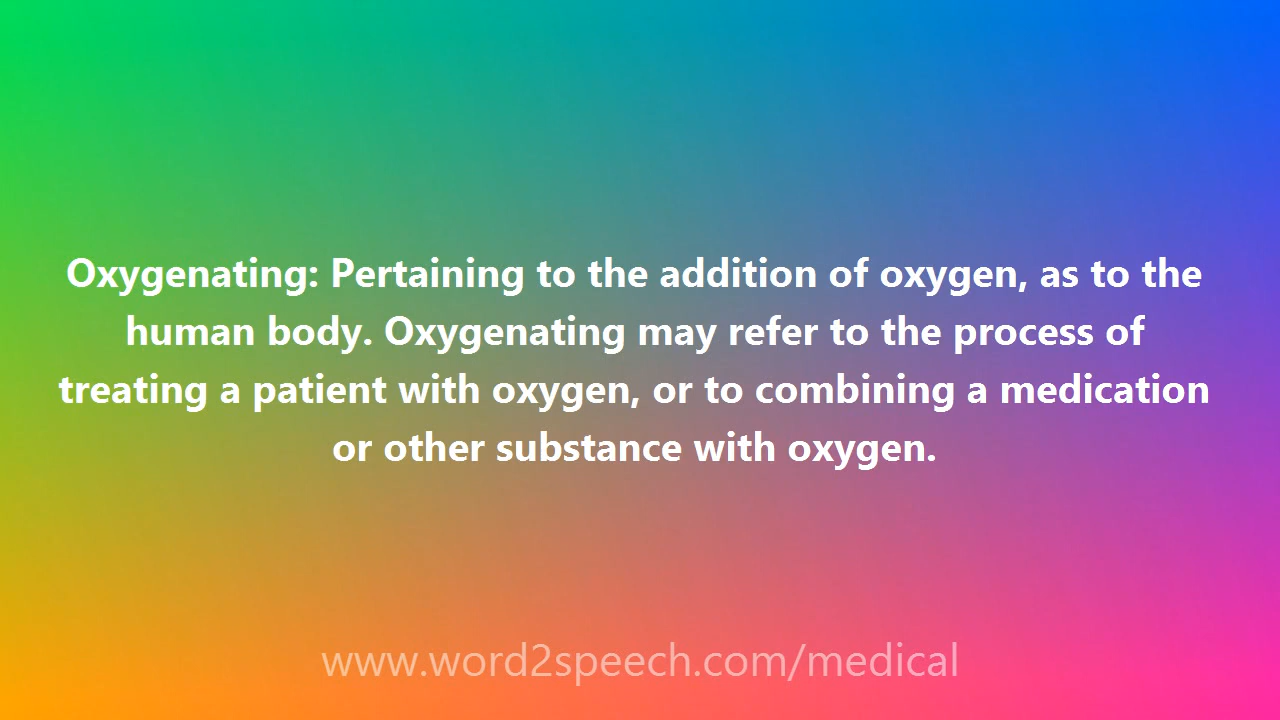 Oxygenating: Pertaining to the addition of oxygen, as to the
human body. Oxygenating may refer to the process of
treating a patient with oxygen, or to combining a medication
or other substance with oxygen.
www.word2speech.com/medical